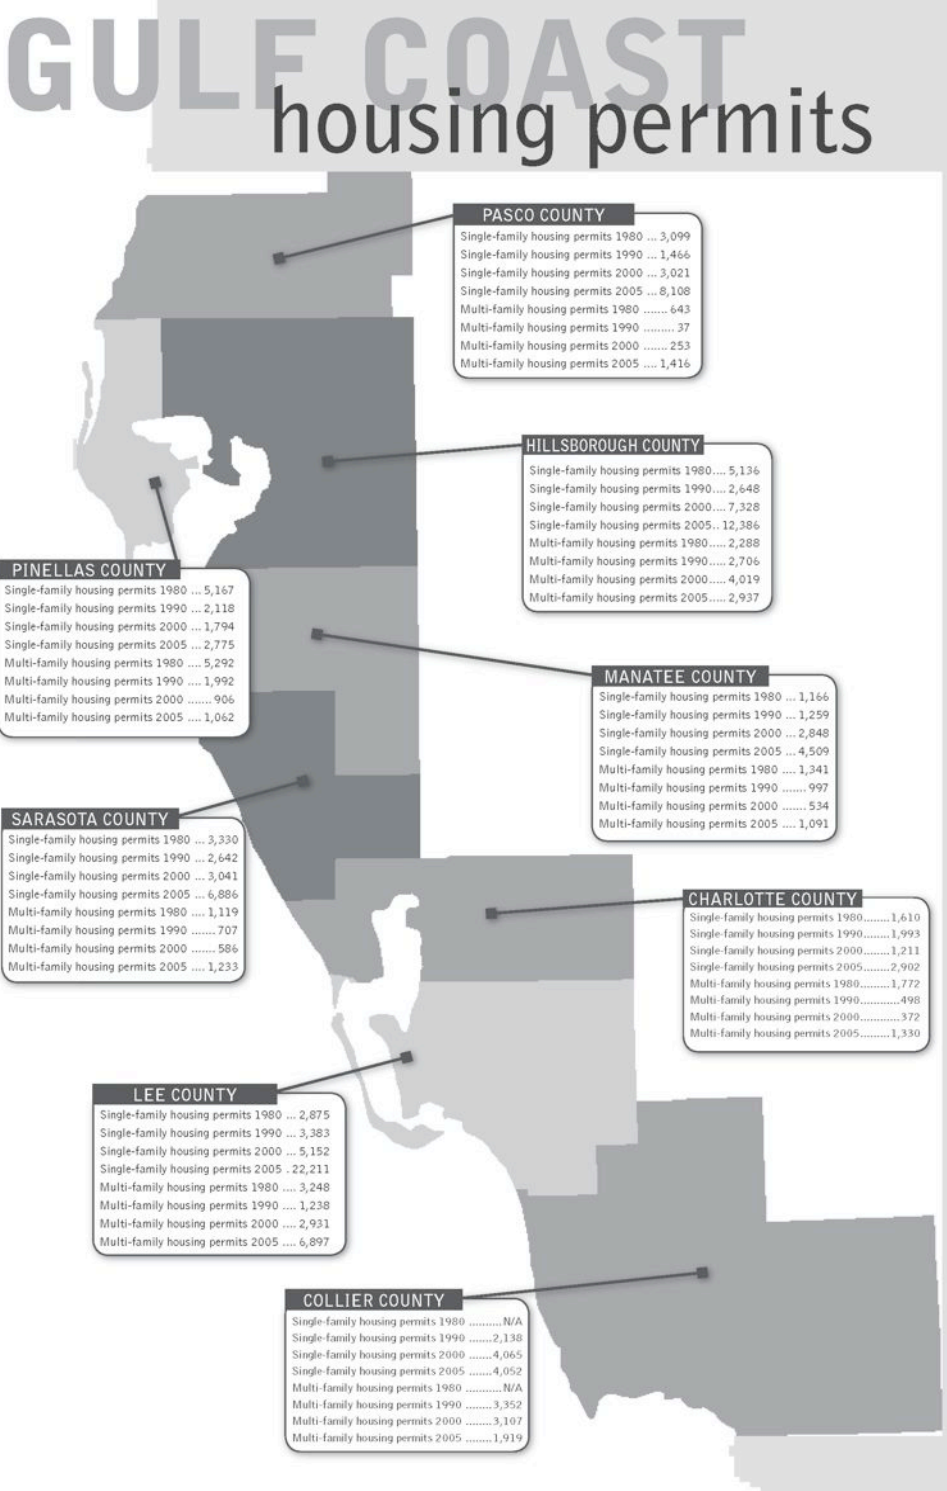 GULF COAST
housing permits
PASCO COUNTY
Single-family housing permits 1980 ... 3,099
Single-family housing permits 1990 ... 1,466
Single-family housing permits 2000 ... 3,021
Single-family housing permits 2005 ... 8,108
Multi-family housing permits 1980 ....... 643
Multi-family housing permits 1990 ......... 37
Multi-family housing permits 2000 ....... 253
Multi-family housing permits 2005 .... 1,416
HILLSBOROUGH COUNTY
Single-family housing permits 1980.... 5,136
Single-family housing permits 1990.... 2,648
Single-family housing permits 2000.... 7,328
Single-family housing permits 2005.. 12,386
Multi-family housing permits 1980..... 2,288
Multi-family housing permits 1990..... 2,706
Multi-family housing permits 2000..... 4,019
Multi-family housing permits 2005..... 2,937
PINELLAS COUNTY
Single-family housing permits 1980 ... 5,167
Single-family housing permits 1990 ... 2,118
Single-family housing permits 2000 ... 1,794
Single-family housing permits 2005 ... 2,775
Multi-family housing permits 1980 .... 5,292
Multi-family housing permits 1990 .... 1,992
Multi-family housing permits 2000 ....... 906
Multi-family housing permits 2005 .... 1,062
MANATEE COUNTY
Single-family housing permits 1980 ... 1,166
Single-family housing permits 1990 ... 1,259
Single-family housing permits 2000 ... 2,848
Single-family housing permits 2005 ... 4,509
Multi-family housing permits 1980 .... 1,341
Multi-family housing permits 1990 ....... 997
Multi-family housing permits 2000 ....... 534
Multi-family housing permits 2005 .... 1,091
SARASOTA COUNTY
Single-family housing permits 1980 ... 3,330
Single-family housing permits 1990 ... 2,642
Single-family housing permits 2000 ... 3,041
Single-family housing permits 2005 ... 6,886
Multi-family housing permits 1980 .... 1,119
Multi-family housing permits 1990 ....... 707
Multi-family housing permits 2000 ....... 586
Multi-family housing permits 2005 .... 1,233
CHARLOTTE COUNTY
Single-family housing permits 1980........1,610
Single-family housing permits 1990........1,993
Single-family housing permits 2000........1,211
Single-family housing permits 2005........2,902
Multi-family housing permits 1980.........1,772
Multi-family housing permits 1990............498
Multi-family housing permits 2000............372
Multi-family housing permits 2005.........1,330
LEE COUNTY
Single-family housing permits 1980 ... 2,875
Single-family housing permits 1990 ... 3,383
Single-family housing permits 2000 ... 5,152
Single-family housing permits 2005 . 22,211
Multi-family housing permits 1980 .... 3,248
Multi-family housing permits 1990 .... 1,238
Multi-family housing permits 2000 .... 2,931
Multi-family housing permits 2005 .... 6,897
COLLIER COUNTY
Single-family housing permits 1980 ..........N/A
Single-family housing permits 1990 .......2,138
Single-family housing permits 2000 .......4,065
Single-family housing permits 2005 .......4,052
Multi-family housing permits 1980 ...........N/A
Multi-family housing permits 1990 ........3,352
Multi-family housing permits 2000 ........3,107
Multi-family housing permits 2005 ........1,919